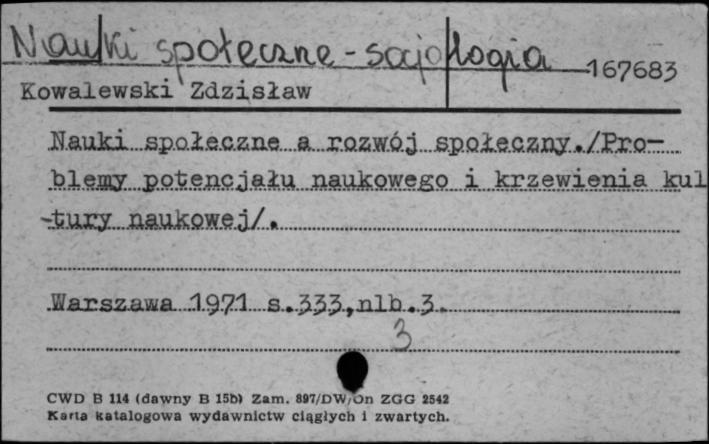 Nauki społeczne - socjologia 167683
Kowalewski Zdzisław
Nauki społeczne a rozwój społeczny./Pro-
blemy potencjału naukowego i krzewienia kul
-tury naukowej/.
Warszawa 1971 s.333,nlb.3.
3
CWD B 114 (dawny B 15b) Zam. 897/DW/On ZGG 2542
Karta katalogowa wydawnictw ciągłych i zwartych.